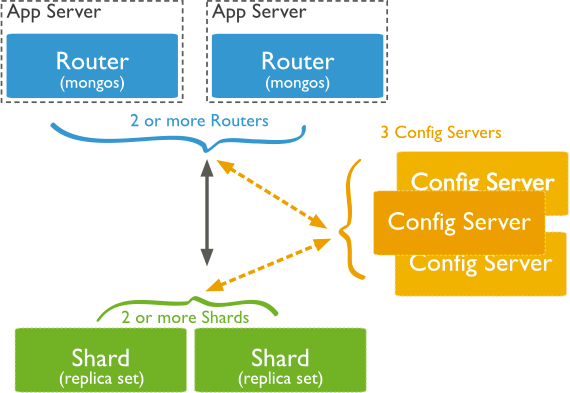 App Server
App Server
Router
(mongos)
Router
(mongos)
2 or more Routers
3 Config Servers
Config Server
Config Server
Config Server
2 or more Shards
Shard
(replica set)
Shard
(replica set)